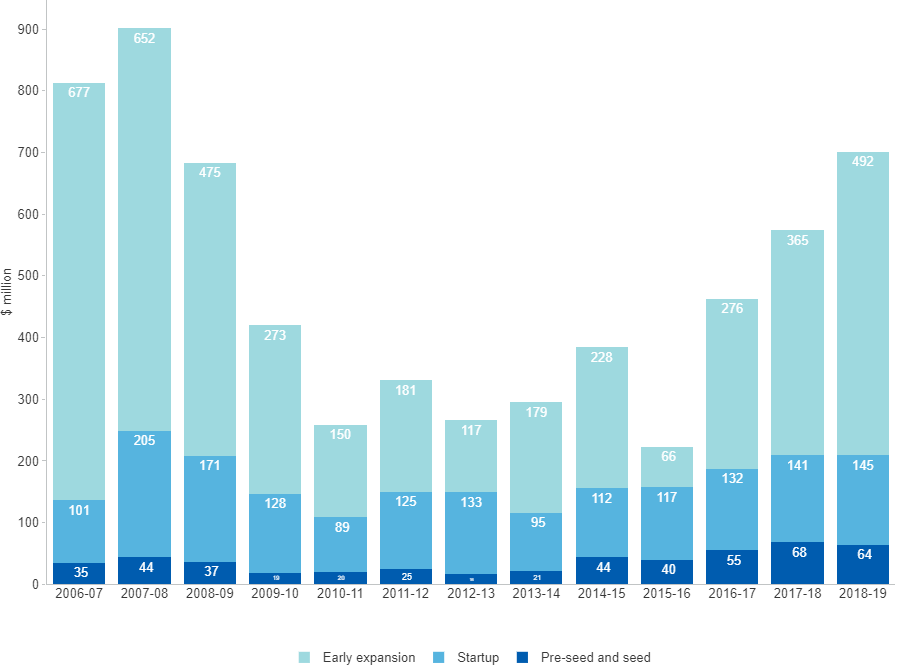 900
800
700
600
500
400
300
200
100
0
$ million
677 652 475 273 150 181 117 179 228 66 276 365 492
101 205 171 128 89 125 133 95 112 117 132 141 145
35 44 37 19 20 25 21 44 40 55 68 64
2006-07 2007-08 2008-09 2009-10 2010-11 2011-12 2012-13 2013-14 2014-15 2015-16 2016-17 2017-18 2018-19
Early expansion Startup Pre-seed and seed